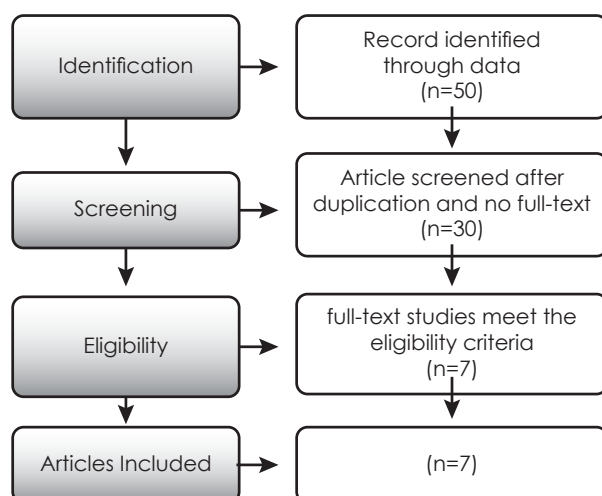 Identification
Record identified
through data
(n=50)
Screening
Article screened after
duplication and no full-text
(n=30)
Eligibility
full-text studies meet the
eligibility criteria
(n=7)
Articles Included
(n=7)